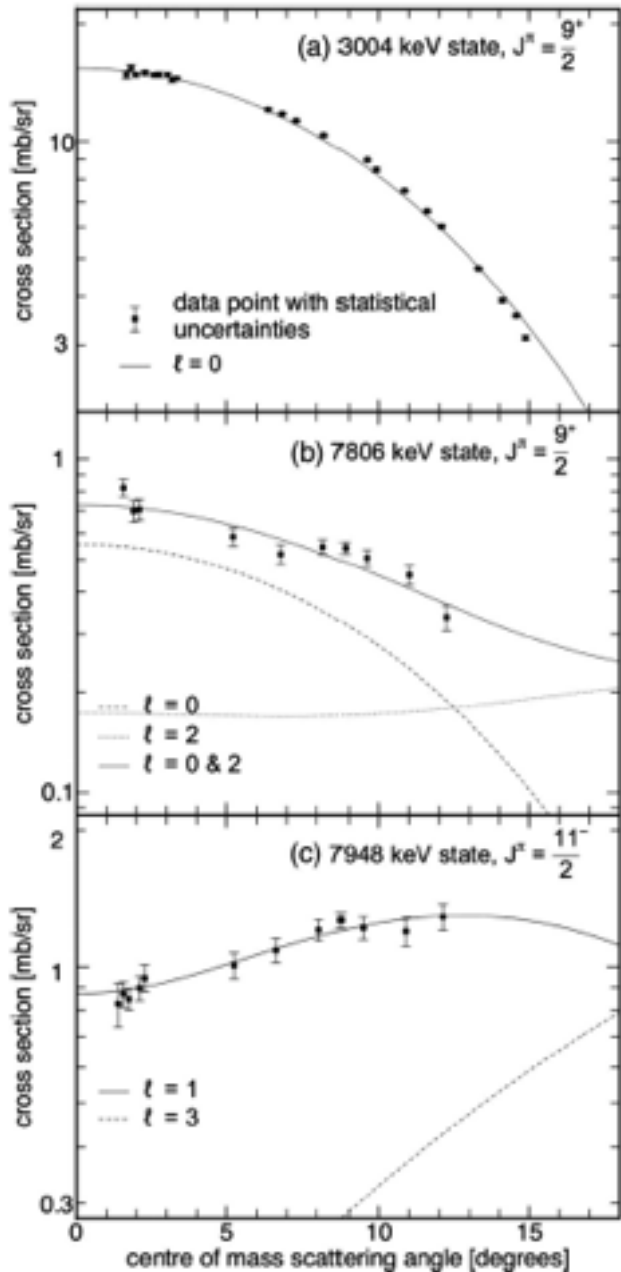 (a) 3004 keV state, J^π = 9/2⁺
cross section [mb/sr]
10
3
data point with statistical
uncertainties
ℓ = 0
(b) 7806 keV state, J^π = 9/2⁺
cross section [mb/sr]
1
0.1
ℓ = 0
ℓ = 2
ℓ = 0 & 2
(c) 7948 keV state, J^π = 11/2⁻
cross section [mb/sr]
2
1
0.3
ℓ = 1
ℓ = 3
0 5 10 15
centre of mass scattering angle [degrees]